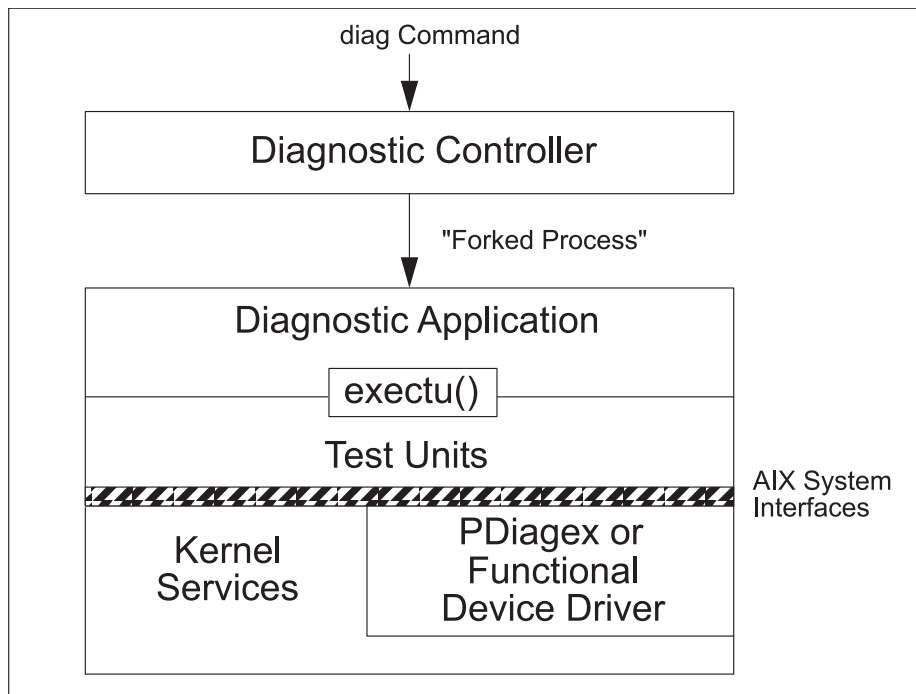 diag Command
Diagnostic Controller
"Forked Process"
Diagnostic Application
exectu()
Test Units
AIX System
Interfaces
Kernel
Services
PDiagex or
Functional
Device Driver